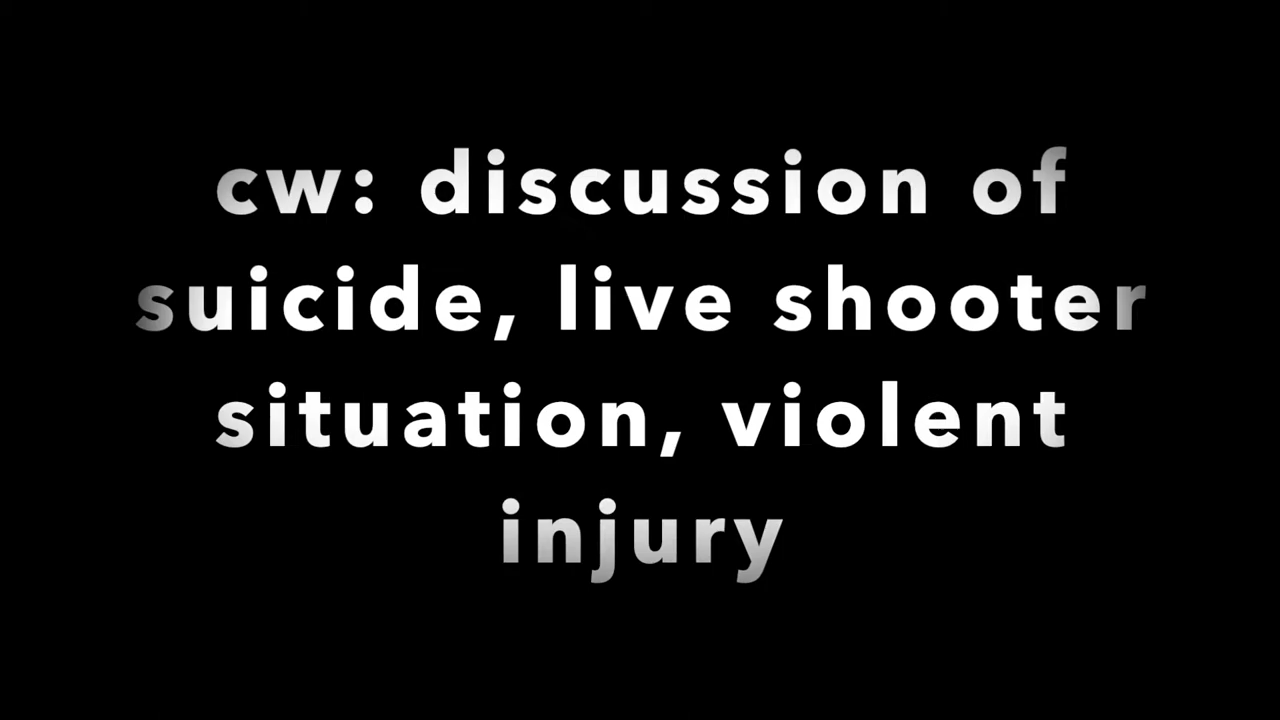 cw: discussion of
suicide, live shooter
situation, violent
injury